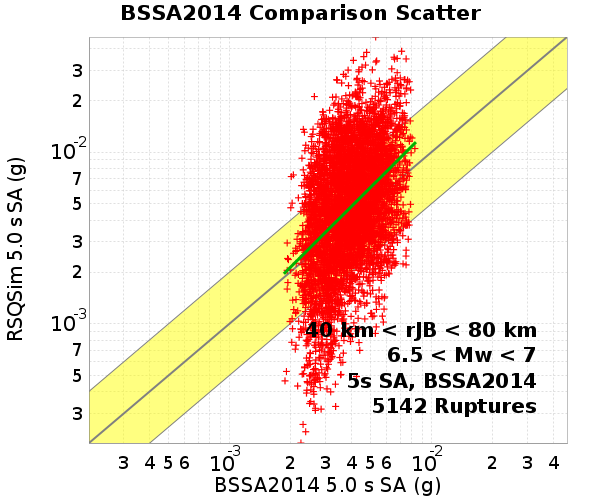 BSSA2014 Comparison Scatter
RSQSim 5.0 s SA (g)
3
2
10-2
7
5
3
2
10-3
7
5
3
40 km < rJB < 80 km
6.5 < Mw < 7
5s SA, BSSA2014
5142 Ruptures
3 4 5 6 10-3 2 3 4 5 6 10-2 2 3 4
BSSA2014 5.0 s SA (g)